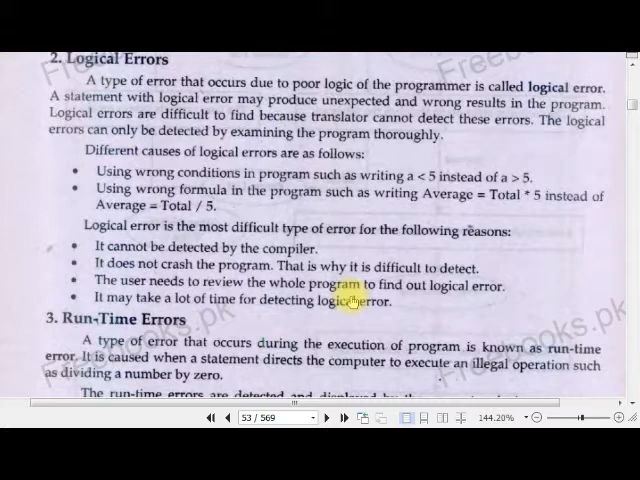 2. Logical Errors
A type of error that occurs due to poor logic of the programmer is called logical error.
A statement with logical error may produce unexpected and wrong results in the program.
Logical errors are difficult to find because translator cannot detect these errors. The logical
errors can only be detected by examining the program thoroughly.
Different causes of logical errors are as follows:
• Using wrong conditions in program such as writing a < 5 instead of a > 5.
• Using wrong formula in the program such as writing Average = Total * 5 instead of
Average = Total / 5.
Logical error is the most difficult type of error for the following reasons:
• It cannot be detected by the compiler.
• It does not crash the program. That is why it is difficult to detect.
• The user needs to review the whole program to find out logical error.
• It may take a lot of time for detecting logical error.
3. Run-Time Errors
A type of error that occurs during the execution of program is known as run-time
error. It is caused when a statement directs the computer to execute an illegal operation such
as dividing a number by zero.
The run-time errors are detected and displayed by the
53 / 569
144.20%